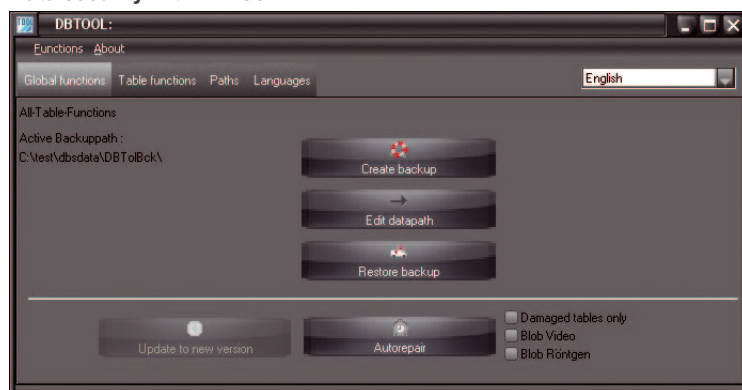 DBTOOL:
Functions About
Global functions Table functions Paths Languages English
All-Table-Functions
Active Backuppath :
C:\test\dbsdata\DBTolBck\
Create backup
Edit datapath
Restore backup
Update to new version
Autorepair
Damaged tables only
Blob Video
Blob Röntgen